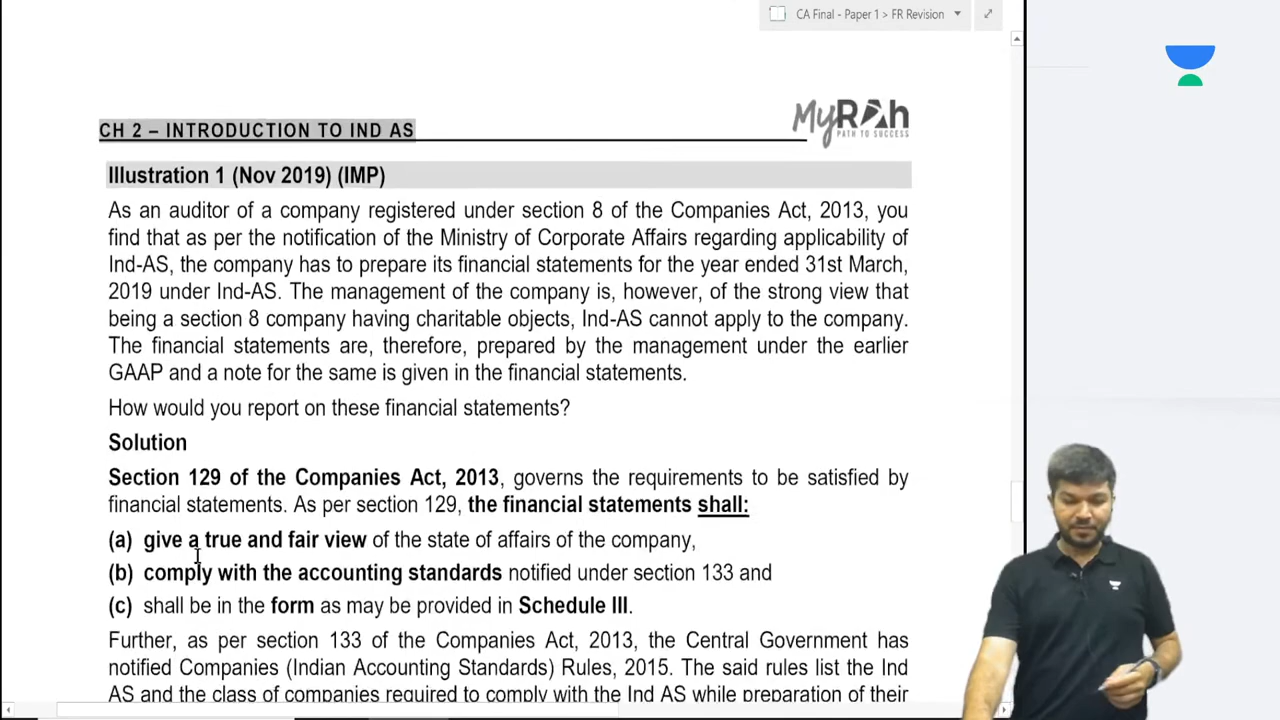 CA Final - Paper 1 > FR Revision
CH 2 – INTRODUCTION TO IND AS
MyRAh
PATH TO SUCCESS
Illustration 1 (Nov 2019) (IMP)
As an auditor of a company registered under section 8 of the Companies Act, 2013, you
find that as per the notification of the Ministry of Corporate Affairs regarding applicability of
Ind-AS, the company has to prepare its financial statements for the year ended 31st March,
2019 under Ind-AS. The management of the company is, however, of the strong view that
being a section 8 company having charitable objects, Ind-AS cannot apply to the company.
The financial statements are, therefore, prepared by the management under the earlier
GAAP and a note for the same is given in the financial statements.
How would you report on these financial statements?
Solution
Section 129 of the Companies Act, 2013, governs the requirements to be satisfied by
financial statements. As per section 129, the financial statements shall:
(a) give a true and fair view of the state of affairs of the company,
(b) comply with the accounting standards notified under section 133 and
(c) shall be in the form as may be provided in Schedule III.
Further, as per section 133 of the Companies Act, 2013, the Central Government has
notified Companies (Indian Accounting Standards) Rules, 2015. The said rules list the Ind
AS and the class of companies required to comply with the Ind AS while preparation of their